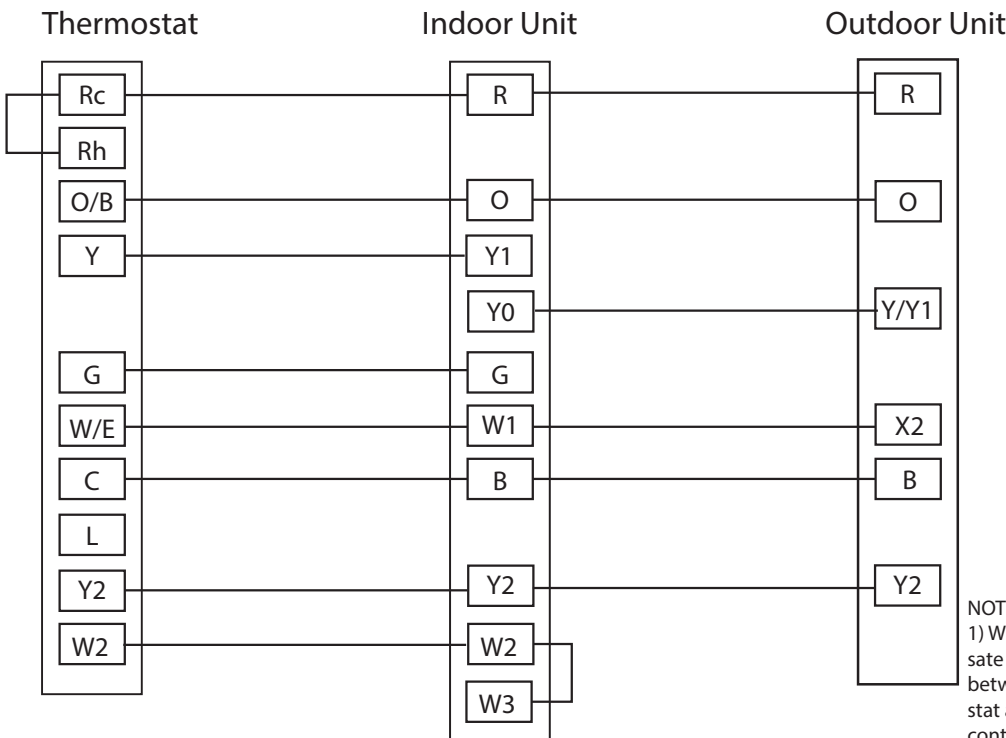 Thermostat Indoor Unit Outdoor Unit
Rc R R
Rh
O/B O O
Y Y1
Y0 Y/Y1
G G
W/E W1 X2
C B B
L
Y2 Y2 Y2
W2 W2
W3
NOT
1) W
sate
betw
stat
cont